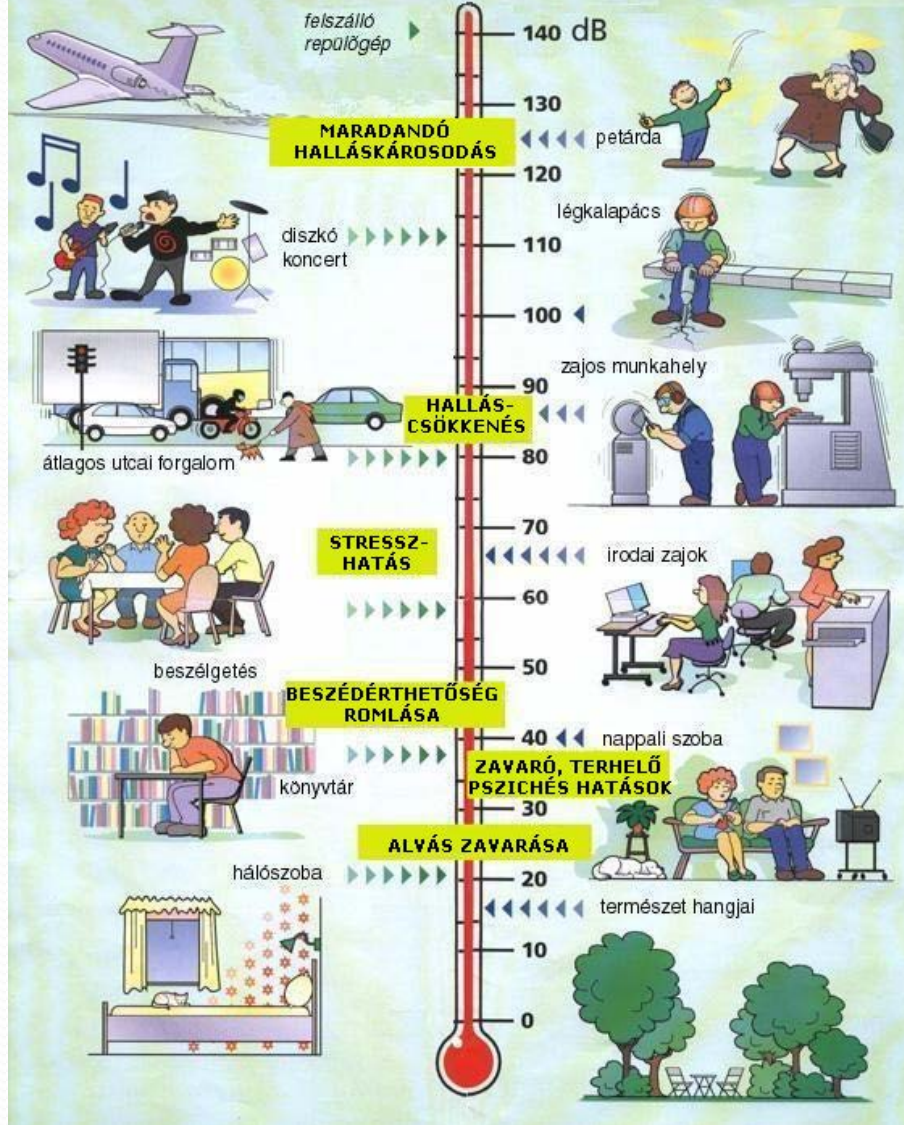 felszálló
repülõgép
140 dB
130
MARADANDÓ
HALLÁSKÁROSODÁS
petárda
120
légkalapács
diszkó
koncert
110
100
zajos munkahely
90
HALLÁS-
CSÖKKENÉS
átlagos utcai forgalom
80
70
STRESSZ-
HATÁS
irodai zajok
60
beszélgetés
50
BESZÉDÉRTHETŐSÉG
ROMLÁSA
40
nappali szoba
könyvtár
ZAVARÓ, TERHELŐ
PSZICHÉS HATÁSOK
30
ALVÁS ZAVARÁSA
hálószoba
20
természet hangjai
10
0